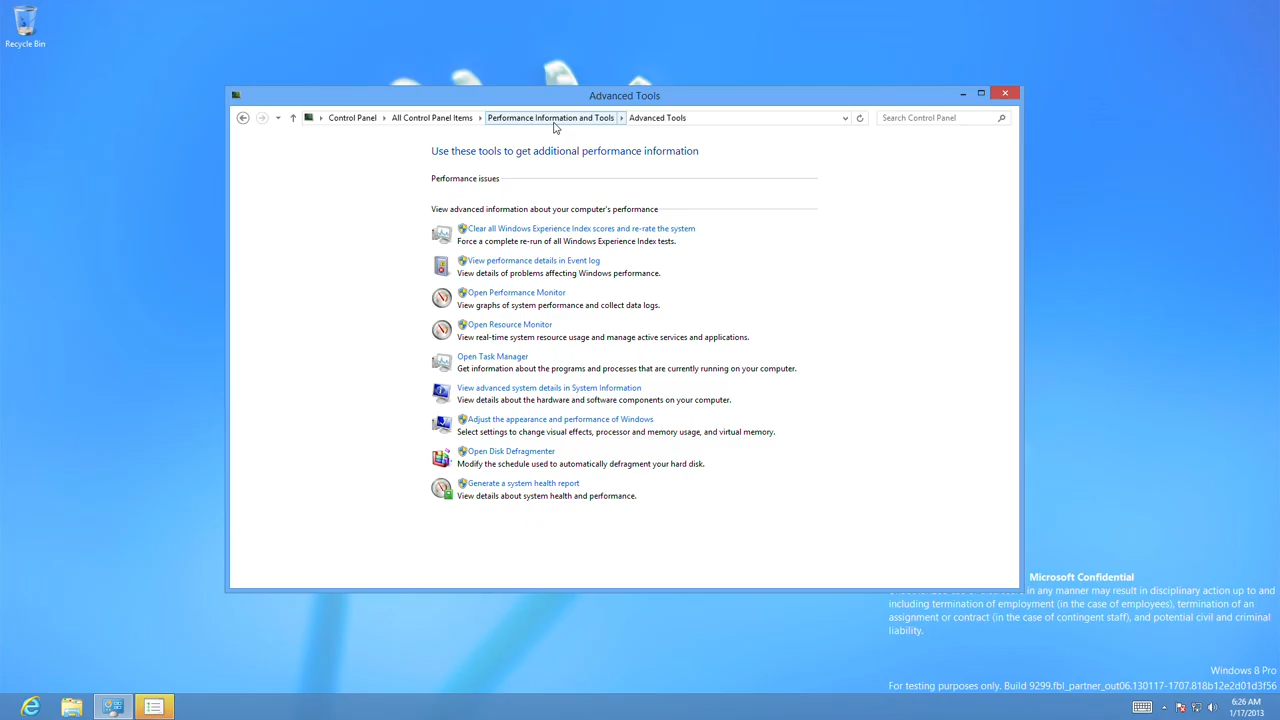 Recycle Bin
Advanced Tools
Control Panel All Control Panel Items Performance Information and Tools Advanced Tools
Search Control Panel
Use these tools to get additional performance information
Performance issues
View advanced information about your computer's performance
Clear all Windows Experience Index scores and re-rate the system
Force a complete re-run of all Windows Experience Index tests.
View performance details in Event log
View details of problems affecting Windows performance.
Open Performance Monitor
View graphs of system performance and collect data logs.
Open Resource Monitor
View real-time system resource usage and manage active services and applications.
Open Task Manager
Get information about the programs and processes that are currently running on your computer.
View advanced system details in System Information
View details about the hardware and software components on your computer.
Adjust the appearance and performance of Windows
Select settings to change visual effects, processor and memory usage, and virtual memory.
Open Disk Defragmenter
Modify the schedule used to automatically defragment your hard disk.
Generate a system health report
View details about system health and performance.
Microsoft Confidential
in any manner may result in disciplinary action up to and
including termination of employment (in the case of employees), termination of an
assignment or contract (in the case of contingent staff), and potential civil and criminal
liability.
Windows 8 Pro
For testing purposes only. Build 9299.fbl_partner_out06.130117-1707.818b12e2d01d3f56
6:26 AM
1/17/2013